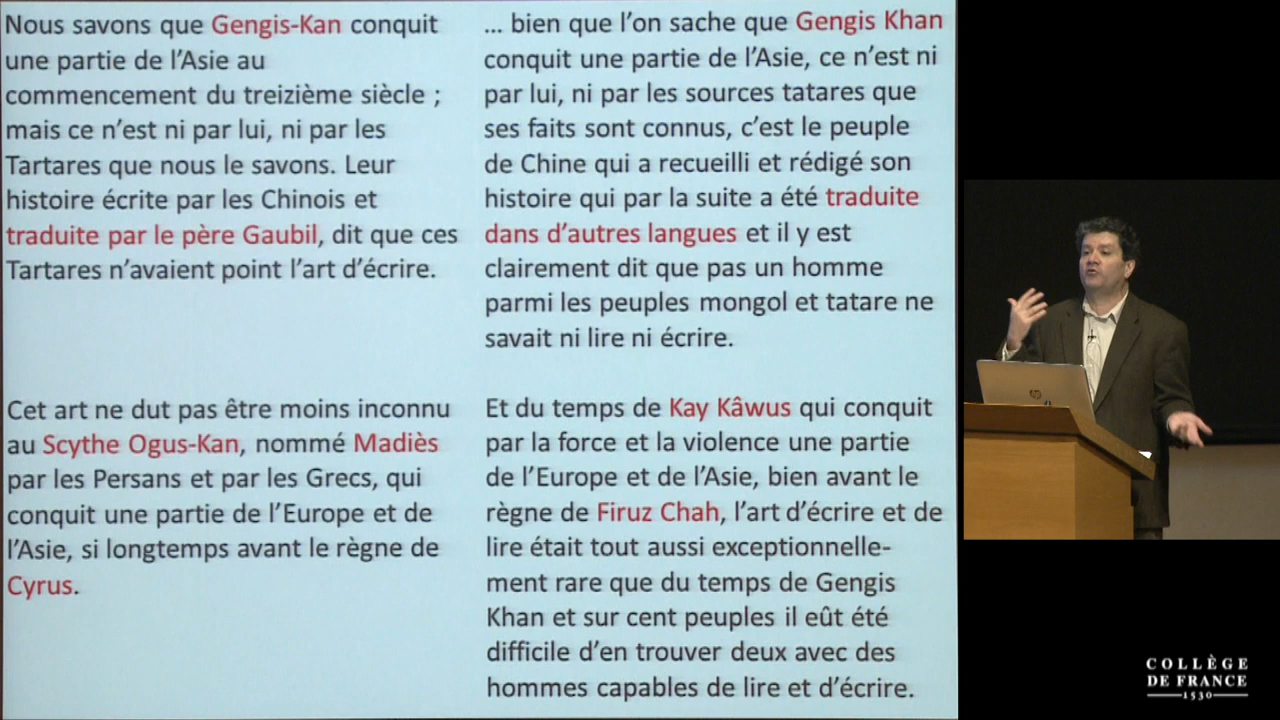 Nous savons que Gengis-Kan conquit
une partie de l’Asie au
commencement du treizième siècle ;
mais ce n’est ni par lui, ni par les
Tartares que nous le savons. Leur
histoire écrite par les Chinois et
traduite par le père Gaubil, dit que ces
Tartares n’avaient point l’art d’écrire.
Cet art ne dut pas être moins inconnu
au Scythe Ogus-Kan, nommé Madiès
par les Persans et par les Grecs, qui
conquit une partie de l’Europe et de
l’Asie, si longtemps avant le règne de
Cyrus.
... bien que l’on sache que Gengis Khan
conquit une partie de l’Asie, ce n’est ni
par lui, ni par les sources tatares que
ses faits sont connus, c’est le peuple
de Chine qui a recueilli et rédigé son
histoire qui par la suite a été traduite
dans d’autres langues et il y est
clairement dit que pas un homme
parmi les peuples mongol et tatare ne
savait ni lire ni écrire.
Et du temps de Kay Kâwus qui conquit
par la force et la violence une partie
de l’Europe et de l’Asie, bien avant le
règne de Firuz Chah, l’art d’écrire et de
lire était tout aussi exceptionnelle-
ment rare que du temps de Gengis
Khan et sur cent peuples il eût été
difficile d’en trouver deux avec des
hommes capables de lire et d’écrire.
COLLÈGE
DE FRANCE
1530